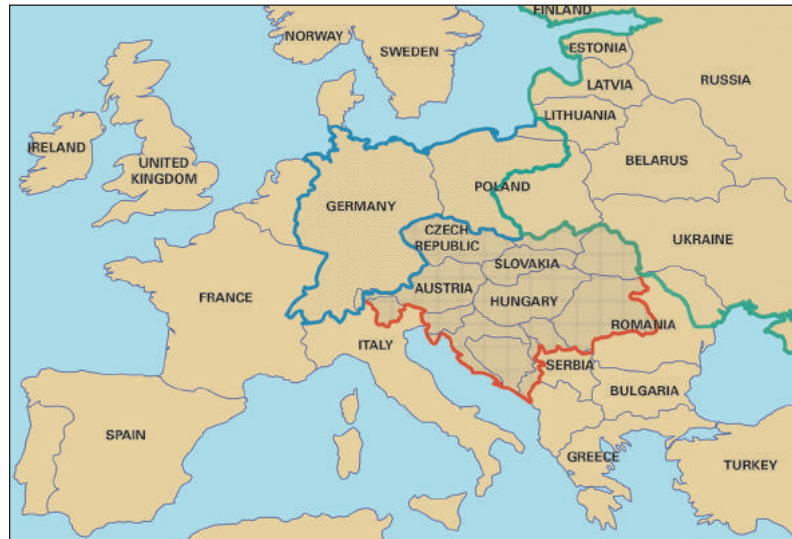 FINLAND
NORWAY
SWEDEN
ESTONIA
LATVIA
RUSSIA
LITHUANIA
IRELAND
UNITED
KINGDOM
BELARUS
POLAND
GERMANY
CZECH
REPUBLIC
UKRAINE
SLOVAKIA
AUSTRIA
FRANCE
HUNGARY
ROMANIA
ITALY
SERBIA
BULGARIA
SPAIN
GREECE
TURKEY